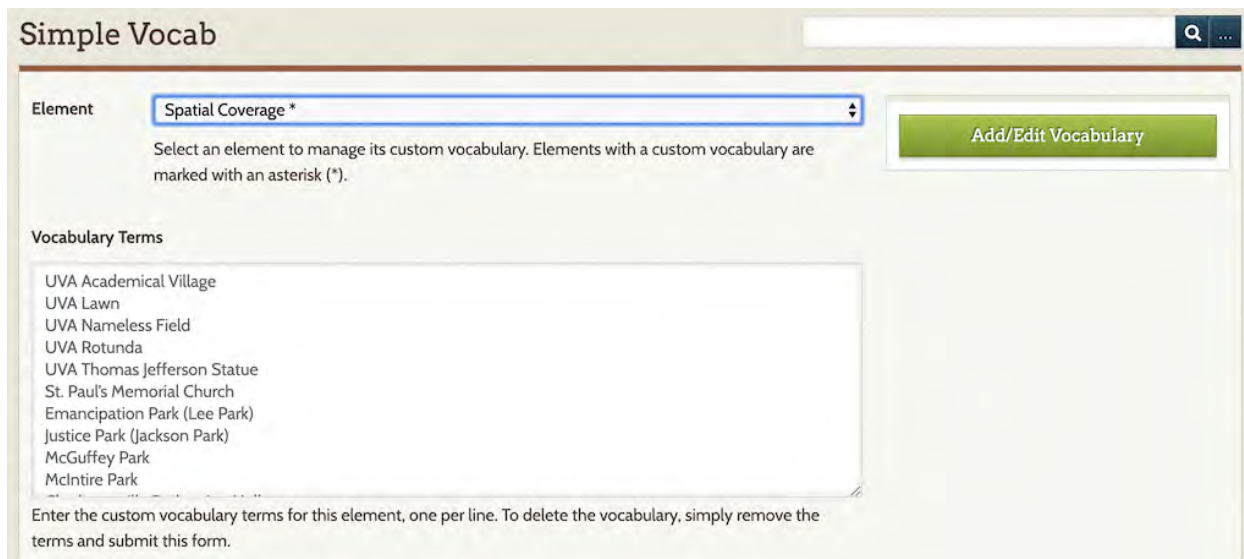 Simple Vocab
...
Element
Spatial Coverage *
Add/Edit Vocabulary
Select an element to manage its custom vocabulary. Elements with a custom vocabulary are
marked with an asterisk (*).
Vocabulary Terms
UVA Academical Village
UVA Lawn
UVA Nameless Field
UVA Rotunda
UVA Thomas Jefferson Statue
St. Paul's Memorial Church
Emancipation Park (Lee Park)
Justice Park (Jackson Park)
McGuffey Park
McIntire Park
Enter the custom vocabulary terms for this element, one per line. To delete the vocabulary, simply remove the
terms and submit this form.